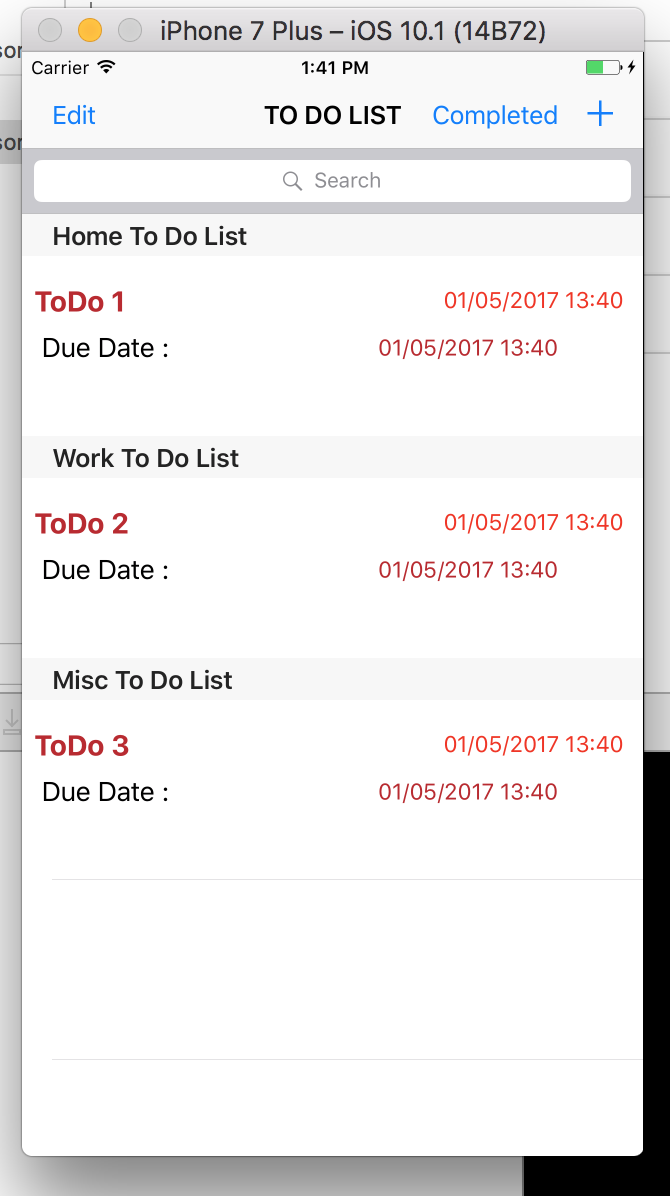 iPhone 7 Plus – iOS 10.1 (14B72)
Carrier 1:41 PM
Edit TO DO LIST Completed +
Search
Home To Do List
ToDo 1 01/05/2017 13:40
Due Date : 01/05/2017 13:40
Work To Do List
ToDo 2 01/05/2017 13:40
Due Date : 01/05/2017 13:40
Misc To Do List
ToDo 3 01/05/2017 13:40
Due Date : 01/05/2017 13:40